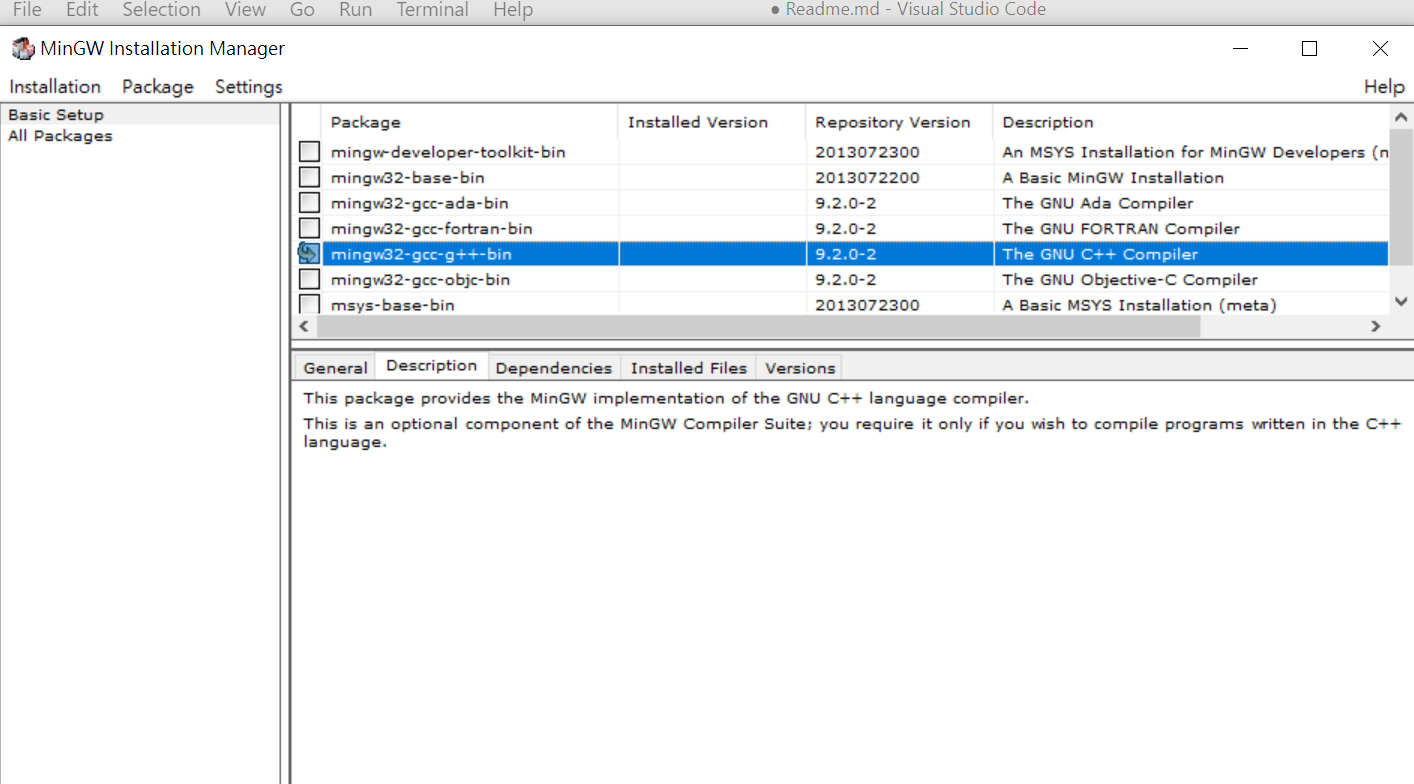 File Edit Selection View Go Run Terminal Help ● Readme.md - Visual Studio Code
MinGW Installation Manager
Installation Package Settings Help
Basic Setup
All Packages
Package Installed Version Repository Version Description
mingw-developer-toolkit-bin 2013072300 An MSYS Installation for MinGW Developers (n
mingw32-base-bin 2013072200 A Basic MinGW Installation
mingw32-gcc-ada-bin 9.2.0-2 The GNU Ada Compiler
mingw32-gcc-fortran-bin 9.2.0-2 The GNU FORTRAN Compiler
mingw32-gcc-g++-bin 9.2.0-2 The GNU C++ Compiler
mingw32-gcc-objc-bin 9.2.0-2 The GNU Objective-C Compiler
msys-base-bin 2013072300 A Basic MSYS Installation (meta)
General Description Dependencies Installed Files Versions
This package provides the MinGW implementation of the GNU C++ language compiler.
This is an optional component of the MinGW Compiler Suite; you require it only if you wish to compile programs written in the C++
language.